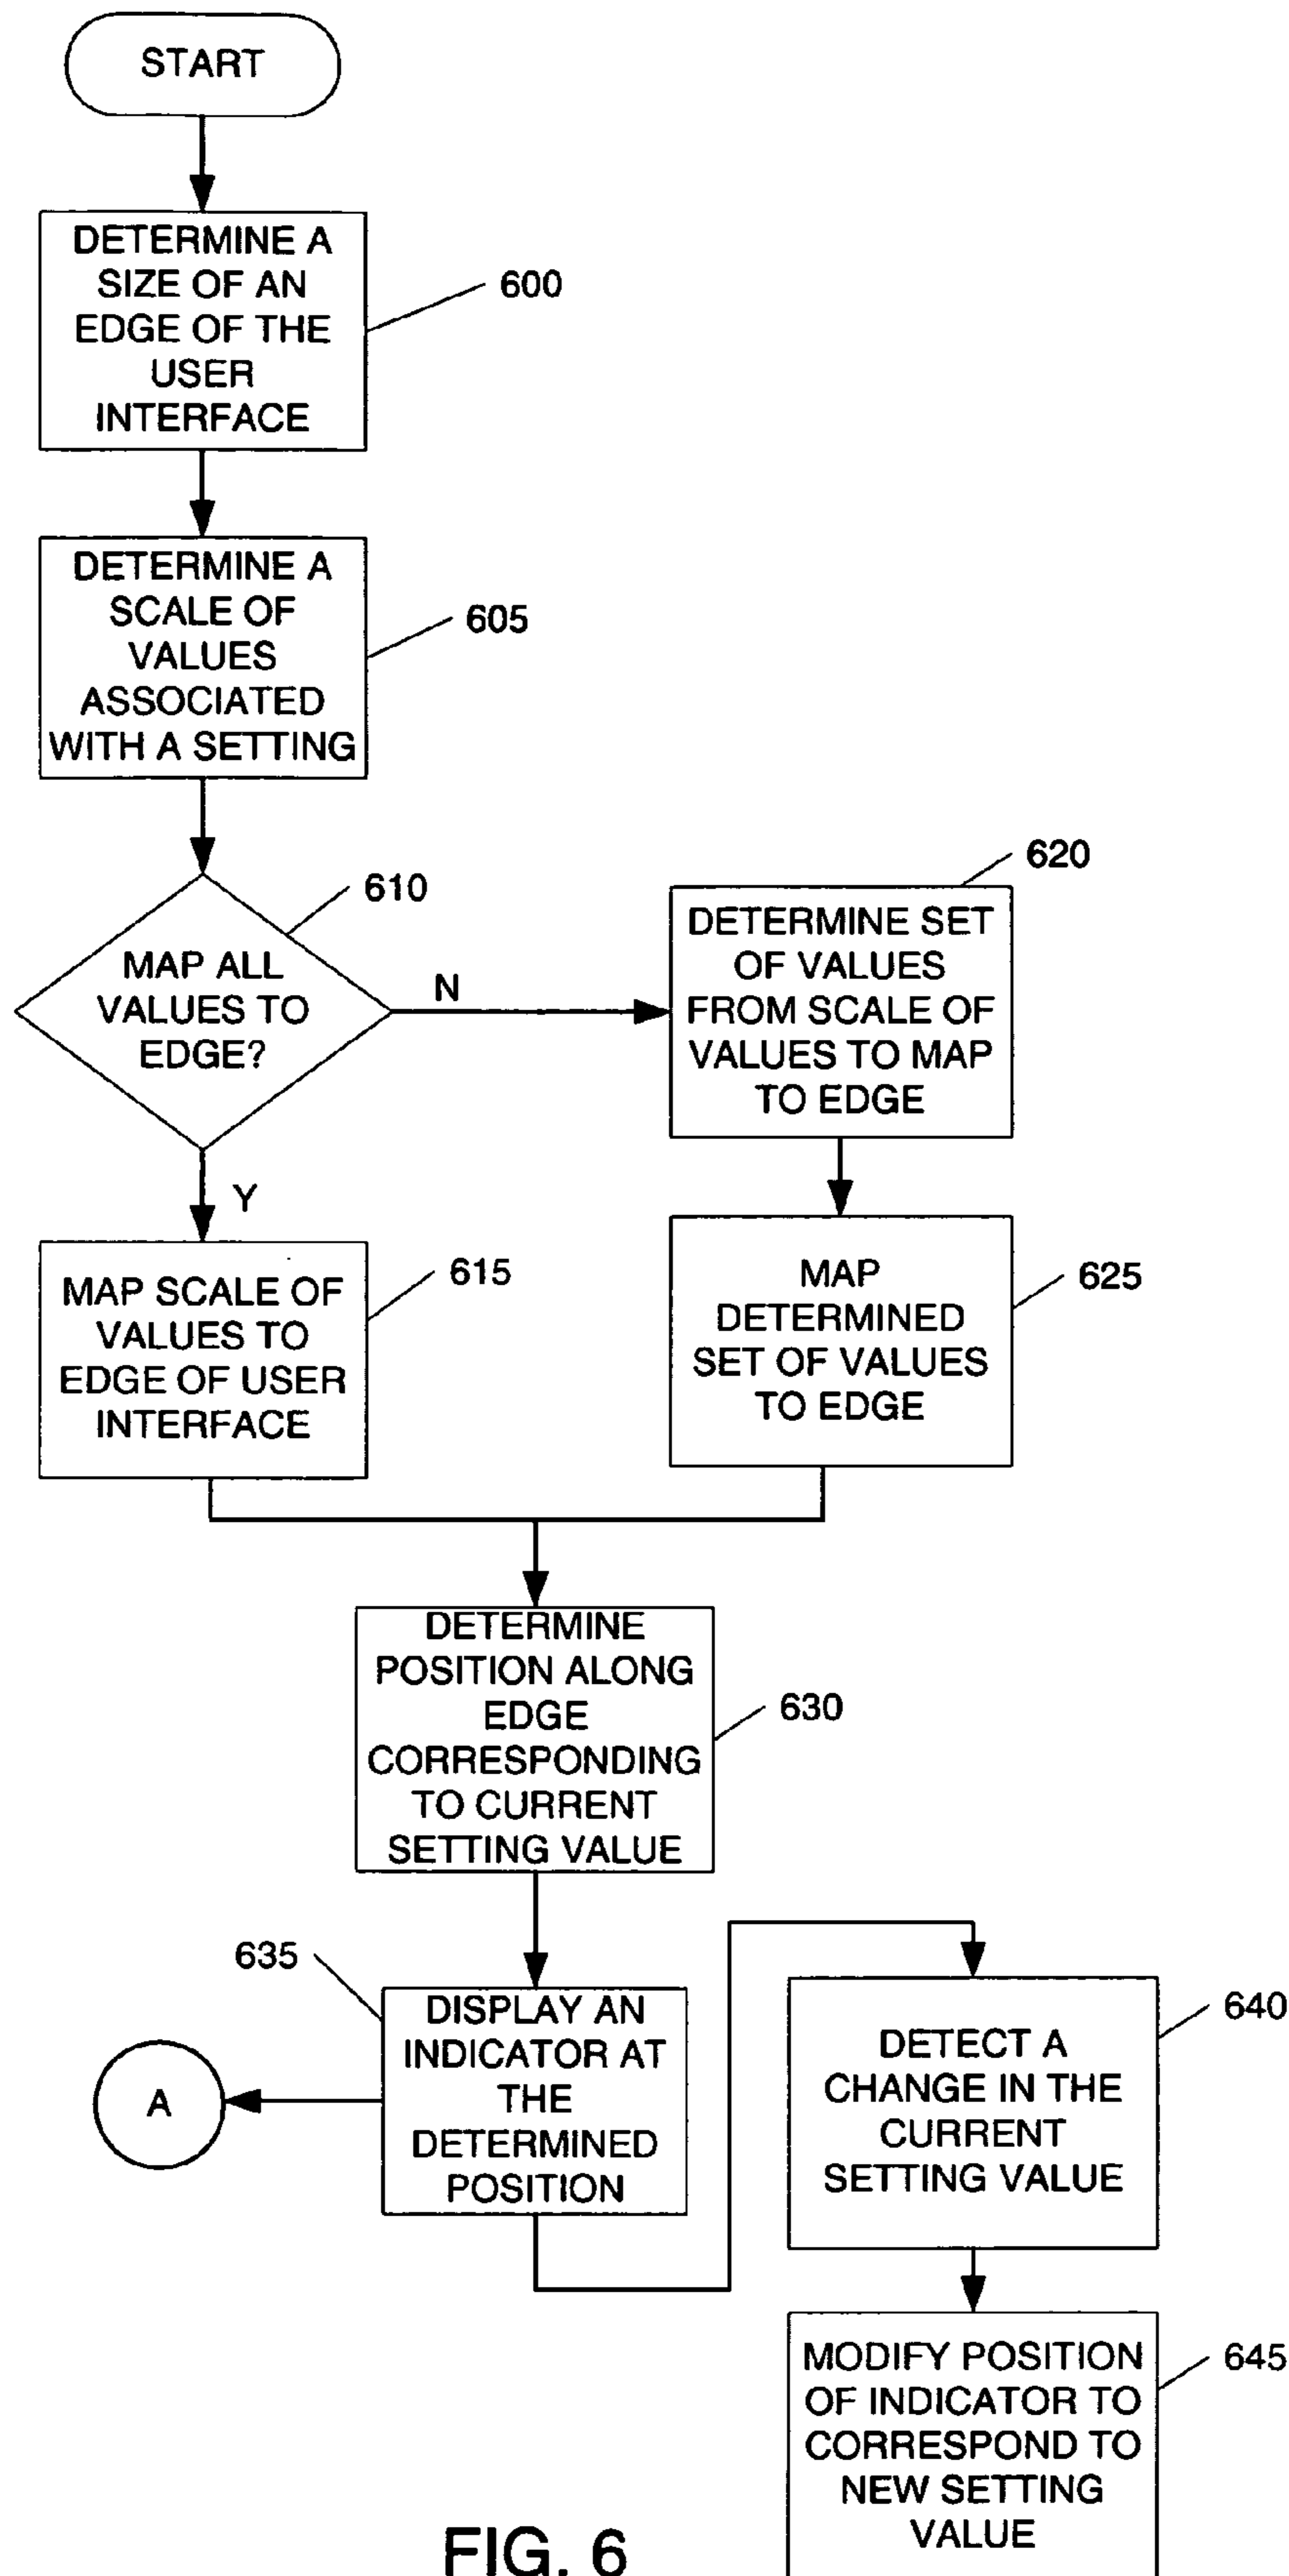 START
DETERMINE A
SIZE OF AN
EDGE OF THE
USER
INTERFACE
600
DETERMINE A
SCALE OF
VALUES
ASSOCIATED
WITH A SETTING
605
MAP ALL
VALUES TO
EDGE?
610
N
Y
DETERMINE SET
OF VALUES
FROM SCALE OF
VALUES TO MAP
TO EDGE
620
MAP SCALE OF
VALUES TO
EDGE OF USER
INTERFACE
615
MAP
DETERMINED
SET OF VALUES
TO EDGE
625
DETERMINE
POSITION ALONG
EDGE
CORRESPONDING
TO CURRENT
SETTING VALUE
630
635
DISPLAY AN
INDICATOR AT
THE
DETERMINED
POSITION
A
DETECT A
CHANGE IN THE
CURRENT
SETTING VALUE
640
MODIFY POSITION
OF INDICATOR TO
CORRESPOND TO
NEW SETTING
VALUE
645
FIG. 6